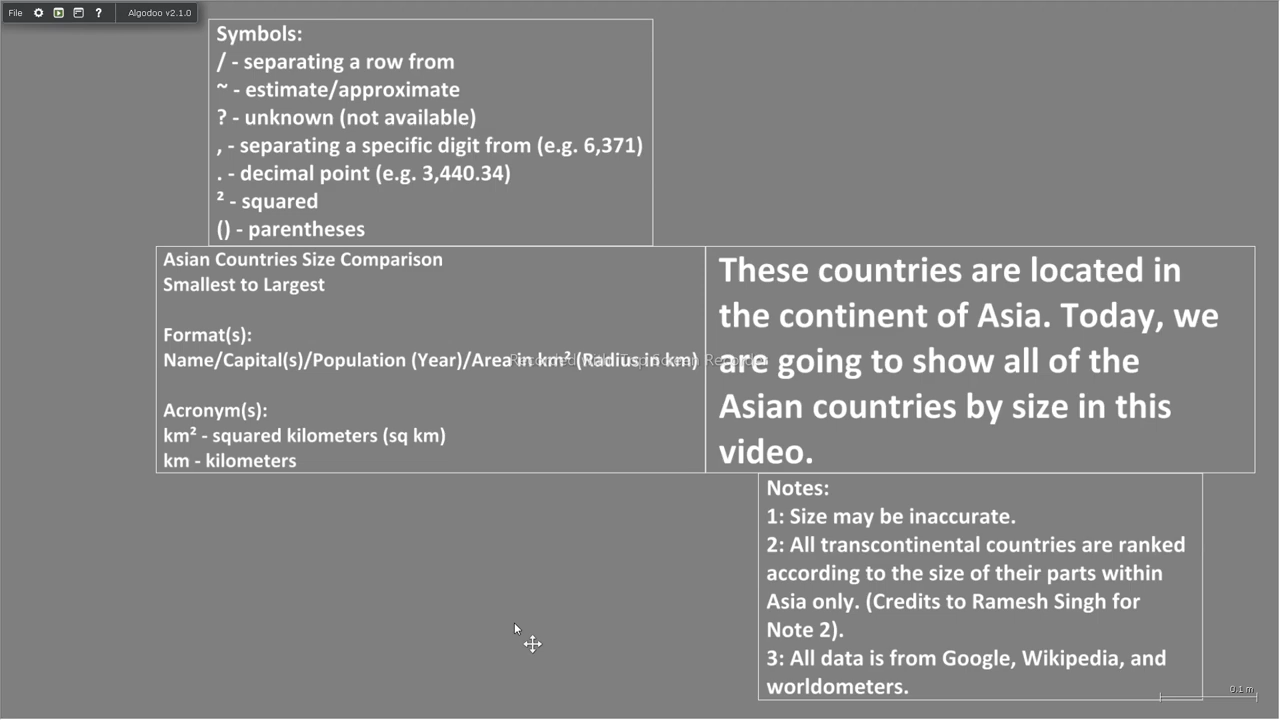 File ? Algodoo v2.1.0
Symbols:
/ - separating a row from
~ - estimate/approximate
? - unknown (not available)
, - separating a specific digit from (e.g. 6,371)
. - decimal point (e.g. 3,440.34)
² - squared
() - parentheses
Asian Countries Size Comparison
Smallest to Largest
Format(s):
Name/Capital(s)/Population (Year)/Area in km² (Radius in km)
Acronym(s):
km² - squared kilometers (sq km)
km - kilometers
Recorded with Top Screen Recorder
These countries are located in
the continent of Asia. Today, we
are going to show all of the
Asian countries by size in this
video.
Notes:
1: Size may be inaccurate.
2: All transcontinental countries are ranked
according to the size of their parts within
Asia only. (Credits to Ramesh Singh for
Note 2).
3: All data is from Google, Wikipedia, and
worldometers.
0.1 m